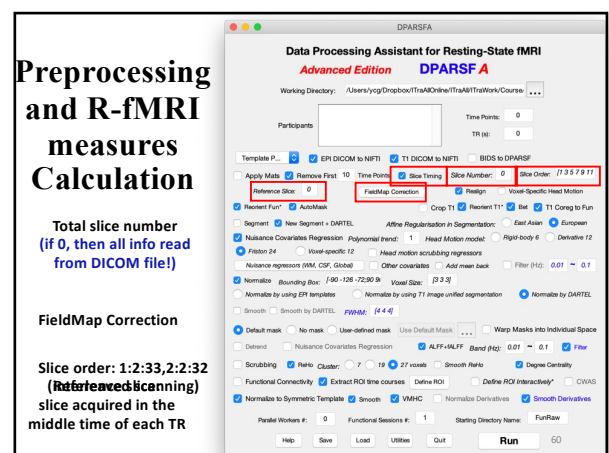 Preprocessing
and R-fMRI
measures
Calculation
Total slice number
(if 0, then all info read
from DICOM file!)
FieldMap Correction
Slice order: 1:2:33,2:2:32
slice acquired in the
middle time of each TR
DPARSFA
Data Processing Assistant for Resting-State fMRI
Advanced Edition DPARSF A
Working Directory: /Users/ycg/Dropbox/ITraAllOnline/ITraAll/ITraWork/Course/ ...
Participants
Time Points: 0
TR (s): 0
Template P... EPI DICOM to NIFTI T1 DICOM to NIFTI BIDS to DPARSF
Apply Mats Remove First 10 Time Points Slice Timing Slice Number: 0 Slice Order: [1 3 5 7 9 11
Reference Slice: 0 FieldMap Correction Realign Voxel-Specific Head Motion
Reorient Fun* AutoMask Crop T1 Reorient T1* Bet T1 Coreg to Fun
Segment New Segment + DARTEL Affine Regularisation in Segmentation: East Asian European
Nuisance Covariates Regression Polynomial trend: 1 Head Motion model: Rigid-body 6 Derivative 12
Friston 24 Voxel-specific 12 Head motion scrubbing regressors
Nuisance regressors (WM, CSF, Global) Other covariates Add mean back Filter (Hz): 0.01 ~ 0.1
Normalize Bounding Box: [-90 -126 -72;90 9 Voxel Size: [3 3 3]
Normalize by using EPI templates Normalize by using T1 image unified segmentation Normalize by DARTEL
Smooth Smooth by DARTEL FWHM: [4 4 4]
Default mask No mask User-defined mask Use Default Mask ... Warp Masks into Individual Space
Detrend Nuisance Covariates Regression ALFF+fALFF Band (Hz): 0.01 ~ 0.1 Filter
Scrubbing ReHo Cluster: 7 19 27 voxels Smooth ReHo Degree Centrality
Functional Connectivity Extract ROI time courses Define ROI Define ROI Interactively* CWAS
Normalize to Symmetric Template Smooth VMHC Normalize Derivatives Smooth Derivatives
Parallel Workers #: 0 Functional Sessions #: 1 Starting Directory Name: FunRaw
Help Save Load Utilities Quit Run 60